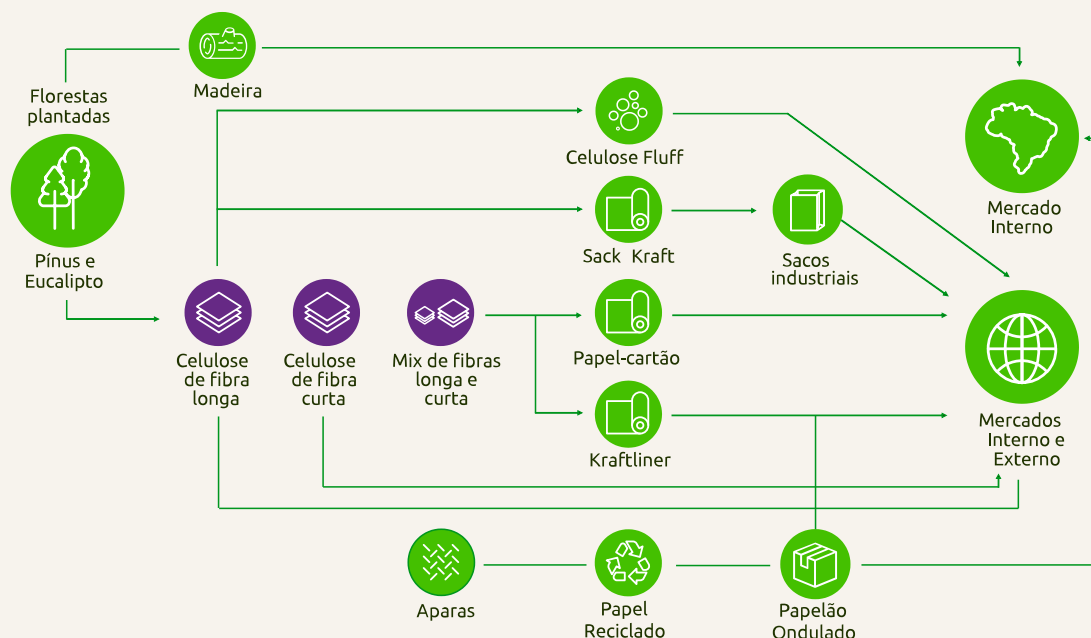 Madeira
Florestas
plantadas
Celulose Fluff
Mercado
Interno
Pínus e
Eucalipto
Sack Kraft
Sacos
industriais
Celulose
de fibra
longa
Celulose
de fibra
curta
Mix de fibras
longa e
curta
Papel-cartão
Kraftliner
Mercados
Interno e
Externo
Aparas
Papel
Reciclado
Papelão
Ondulado